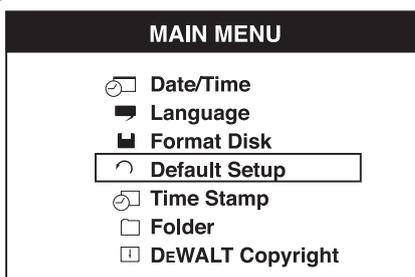 MAIN MENU
Date/Time
Language
Format Disk
Default Setup
Time Stamp
Folder
DEWALT Copyright